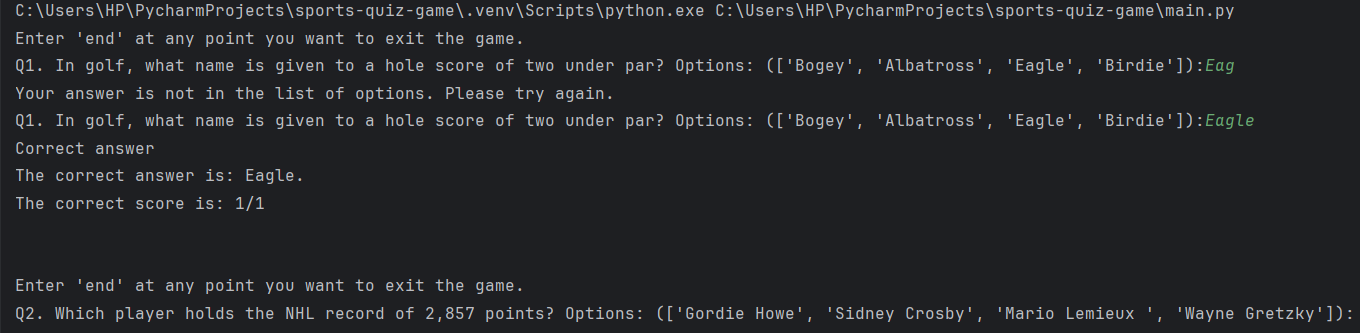 C:\Users\HP\PycharmProjects\sports-quiz-game\.venv\Scripts\python.exe C:\Users\HP\PycharmProjects\sports-quiz-game\main.py
Enter 'end' at any point you want to exit the game.
Q1. In golf, what name is given to a hole score of two under par? Options: (['Bogey', 'Albatross', 'Eagle', 'Birdie']):Eag
Your answer is not in the list of options. Please try again.
Q1. In golf, what name is given to a hole score of two under par? Options: (['Bogey', 'Albatross', 'Eagle', 'Birdie']):Eagle
Correct answer
The correct answer is: Eagle.
The correct score is: 1/1
Enter 'end' at any point you want to exit the game.
Q2. Which player holds the NHL record of 2,857 points? Options: (['Gordie Howe', 'Sidney Crosby', 'Mario Lemieux ', 'Wayne Gretzky']):